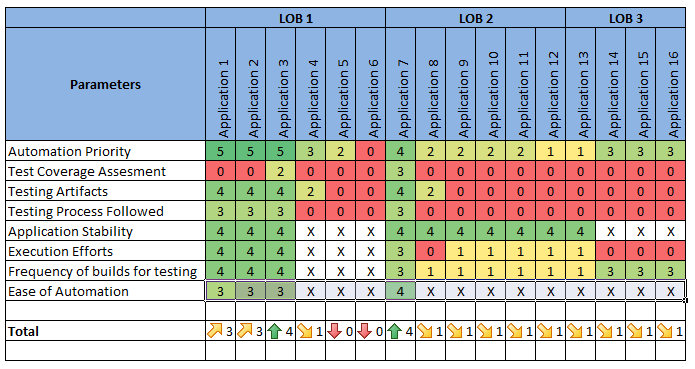 LOB 1 LOB 2 LOB 3
Parameters Application 1 Application 2 Application 3 Application 4 Application 5 Application 6 Application 7 Application 8 Application 9 Application 10 Application 11 Application 12 Application 13 Application 14 Application 15 Application 16
Automation Priority 5 5 5 3 2 0 4 2 2 2 2 1 1 3 3 3
Test Coverage Assesment 0 0 2 0 0 0 3 0 0 0 0 0 0 0 0 0
Testing Artifacts 4 4 4 2 0 0 4 2 0 0 0 0 0 0 0 0
Testing Process Followed 3 3 3 0 0 0 3 0 0 0 0 0 0 0 0 0
Application Stability 4 4 4 X X X 4 4 4 4 4 4 4 X X X
Execution Efforts 4 4 4 X X X 3 0 1 1 1 1 1 0 0 0
Frequency of builds for testing 4 4 4 X X X 3 1 1 1 1 1 1 3 3 3
Ease of Automation 3 3 3 X X X 4 X X X X X X X X X
Total 3 3 4 1 0 0 4 1 1 1 1 1 1 1 1 1